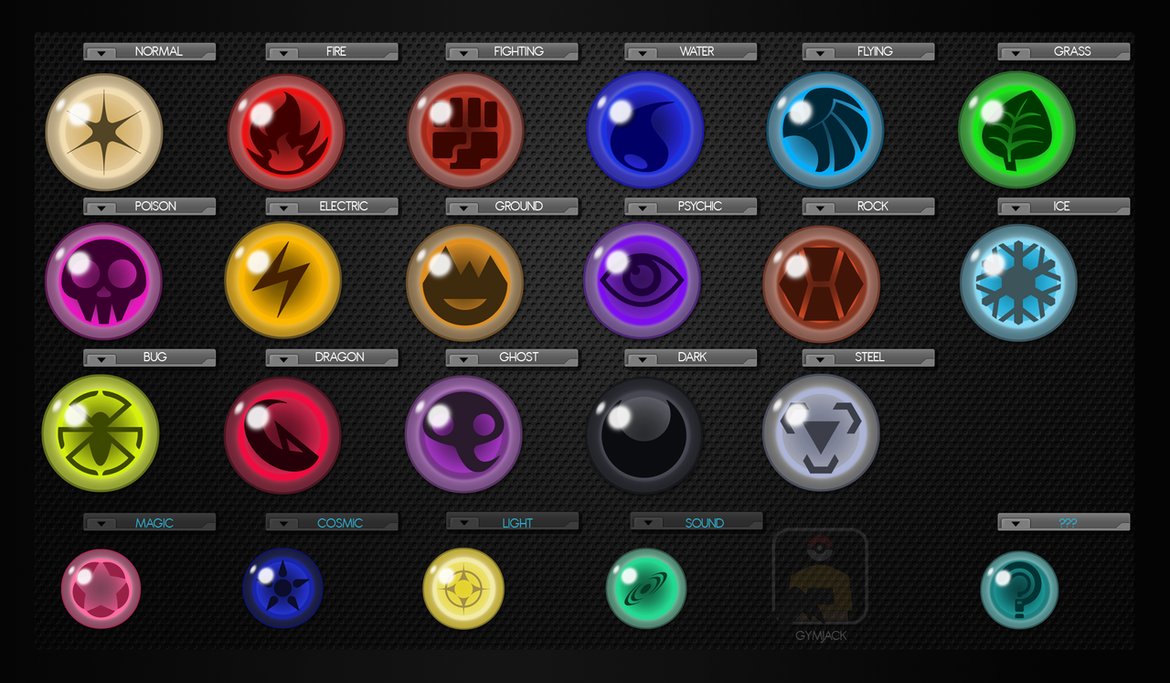 NORMAL
FIRE
FIGHTING
WATER
FLYING
GRASS
POISON
ELECTRIC
GROUND
PSYCHIC
ROCK
ICE
BUG
DRAGON
GHOST
DARK
STEEL
MAGIC
COSMIC
LIGHT
SOUND
???
GYMJACK